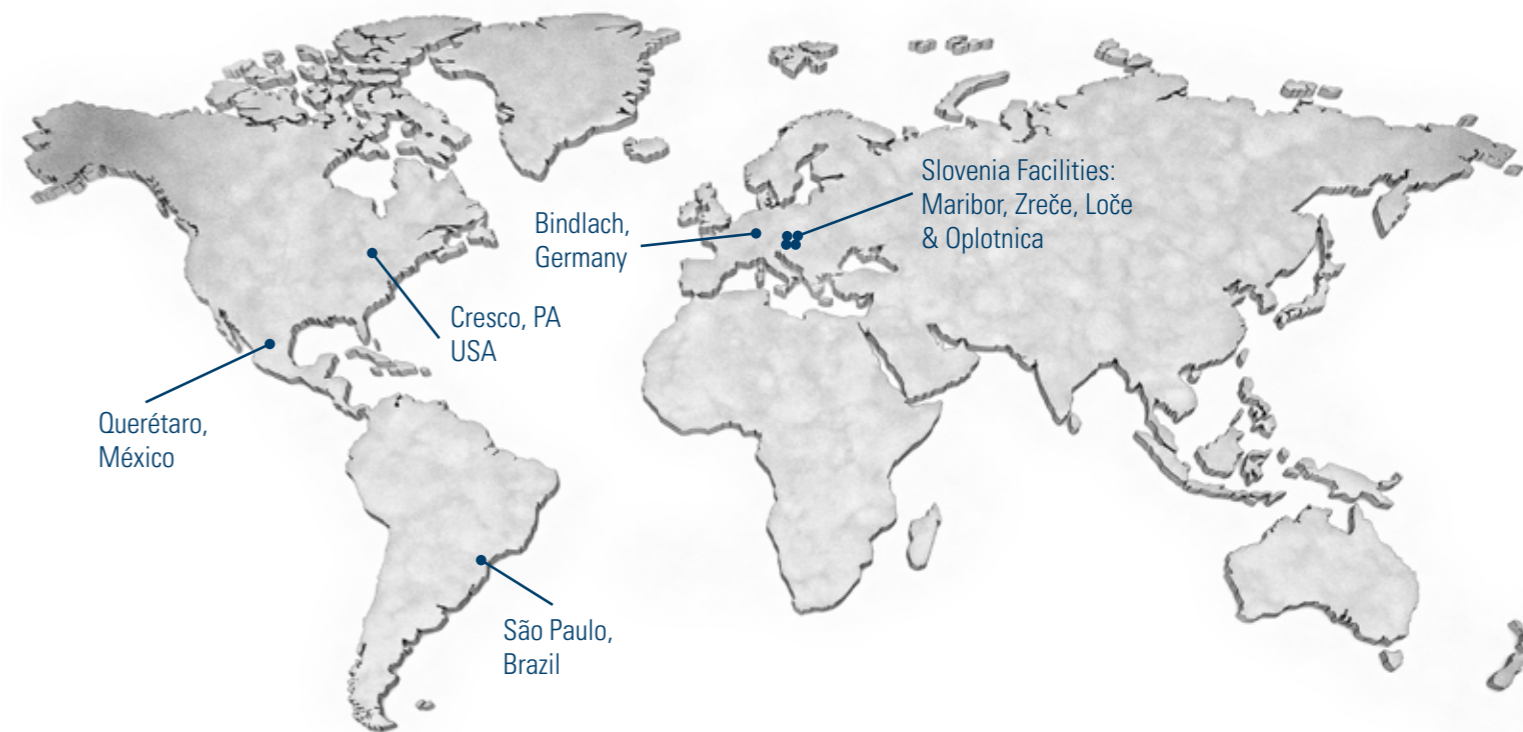 Slovenia Facilities:
Maribor, Zreče, Loče
& Oplotnica
Bindlach,
Germany
Cresco, PA
USA
Querétaro,
México
São Paulo,
Brazil